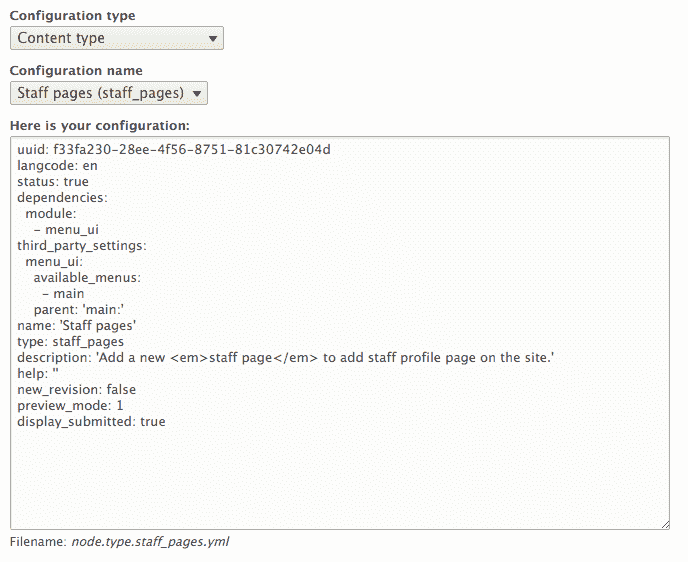 Configuration type
Content type
Configuration name
Staff pages (staff_pages)
Here is your configuration:
uuid: f33fa230-28ee-4f56-8751-81c30742e04d
langcode: en
status: true
dependencies:
  module:
    - menu_ui
third_party_settings:
  menu_ui:
    available_menus:
      - main
    parent: 'main:'
name: 'Staff pages'
type: staff_pages
description: 'Add a new <em>staff page</em> to add staff profile page on the site.'
help: ''
new_revision: false
preview_mode: 1
display_submitted: true
Filename: node.type.staff_pages.yml